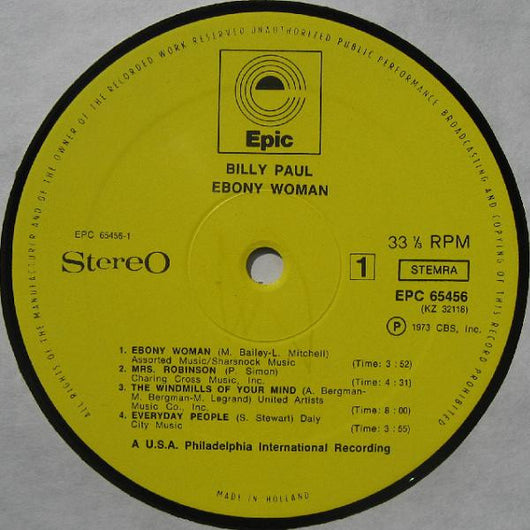 ALL RIGHTS OF THE MANUFACTURER AND OF THE OWNER OF THE RECORDED WORK RESERVED UNAUTHORIZED PUBLIC PERFORMANCE BROADCASTING AND COPYING OF THIS RECORD PROHIBITED
e
Epic
BILLY PAUL
EBONY WOMAN
EPC 65456-1
Stereo
33 ⅓ RPM
1
STEMRA
EPC 65456
(KZ 32118)
Ⓟ 1973 CBS, Inc.
1. EBONY WOMAN (M. Bailey-L. Mitchell)
Assorted Music/Sharsnock Music (Time: 3 : 52)
2. MRS. ROBINSON (P. Simon)
Charing Cross Music, Inc. (Time: 4 : 31)
3. THE WINDMILLS OF YOUR MIND (A. Bergman-
M. Bergman-M. Legrand) United Artists
Music Co., Inc. (Time: 8 : 00)
4. EVERYDAY PEOPLE (S. Stewart) Daly
City Music (Time: 3 : 55)
A U.S.A. Philadelphia International Recording
MADE IN HOLLAND